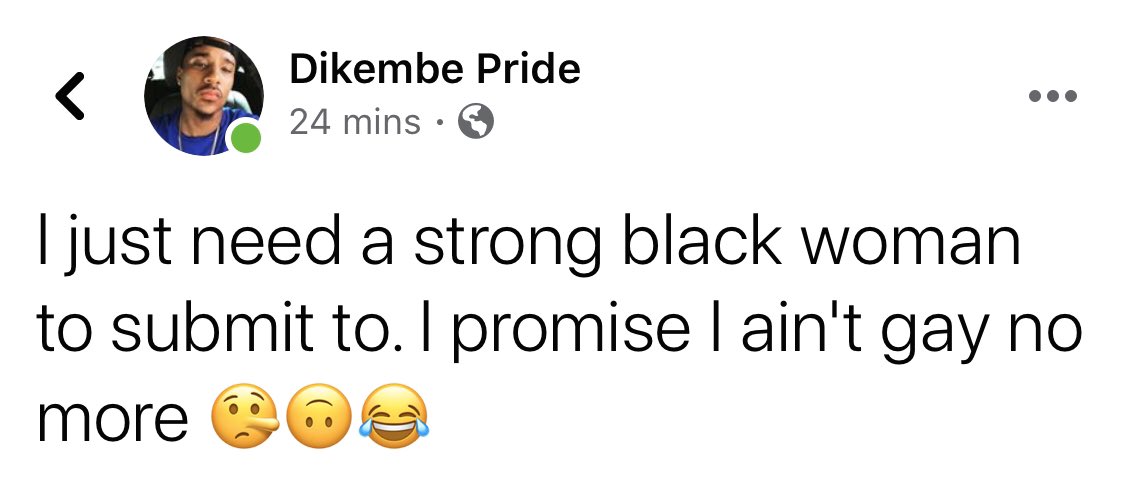 Dikembe Pride
24 mins ·
I just need a strong black woman
to submit to. I promise I ain't gay no
more 🤥🙃😂